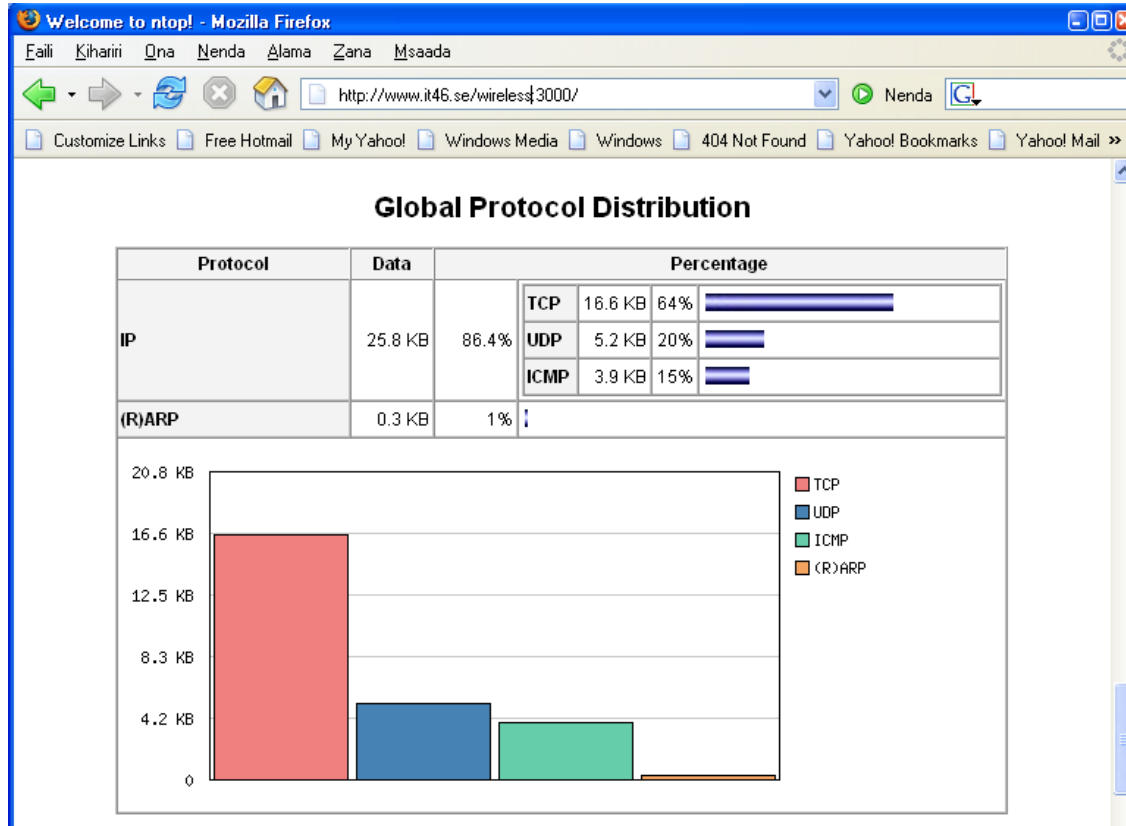 Welcome to ntop! - Mozilla Firefox
Faili Kihariri Ona Nenda Alama Zana Msaada
http://www.it46.se/wireless:3000/ Nenda G
Customize Links Free Hotmail My Yahoo! Windows Media Windows 404 Not Found Yahoo! Bookmarks Yahoo! Mail »
Global Protocol Distribution
Protocol Data Percentage
IP 25.8 KB 86.4% TCP 16.6 KB 64%
UDP 5.2 KB 20%
ICMP 3.9 KB 15%
(R)ARP 0.3 KB 1%
20.8 KB
16.6 KB
12.5 KB
8.3 KB
4.2 KB
0
TCP
UDP
ICMP
(R)ARP